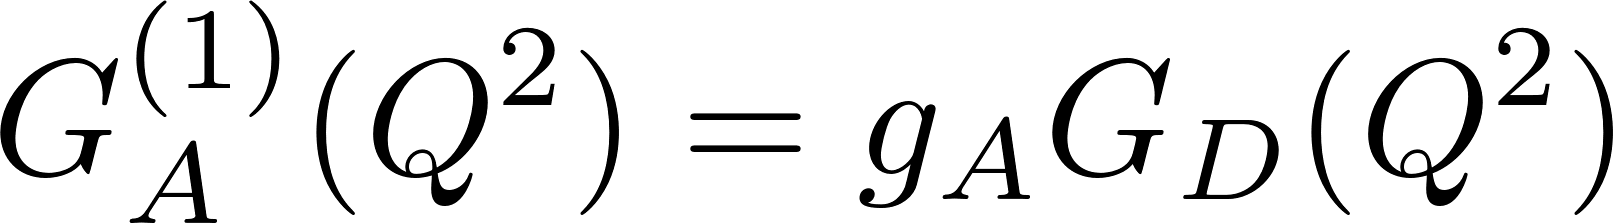 $G_A^{(1)}(Q^2) = g_A G_D(Q^2)$